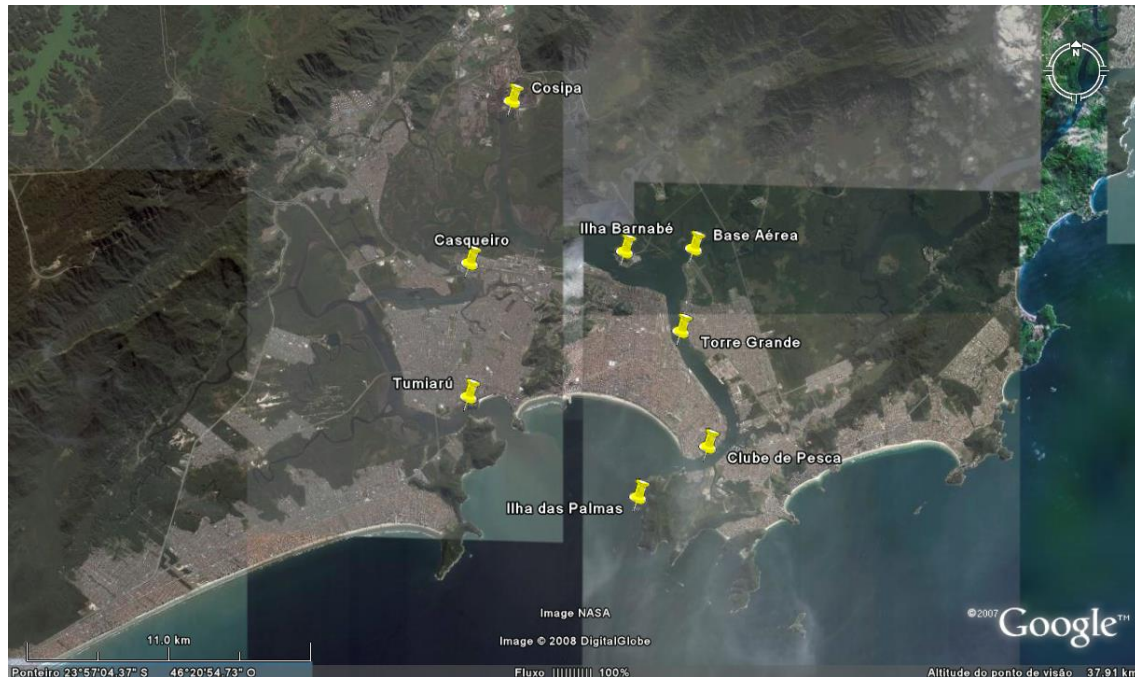 N
Cosipa
Ilha Barnabé
Base Aérea
Casqueiro
Torre Grande
Tumiarú
Clube de Pesca
Ilha das Palmas
Image NASA
©2007 Google™
11.0 km
Image © 2008 DigitalGlobe
Ponteiro 23°57'04.37" S 46°20'54.73" O Fluxo |||||||||| 100% Altitude do ponto de visão 37.91 km